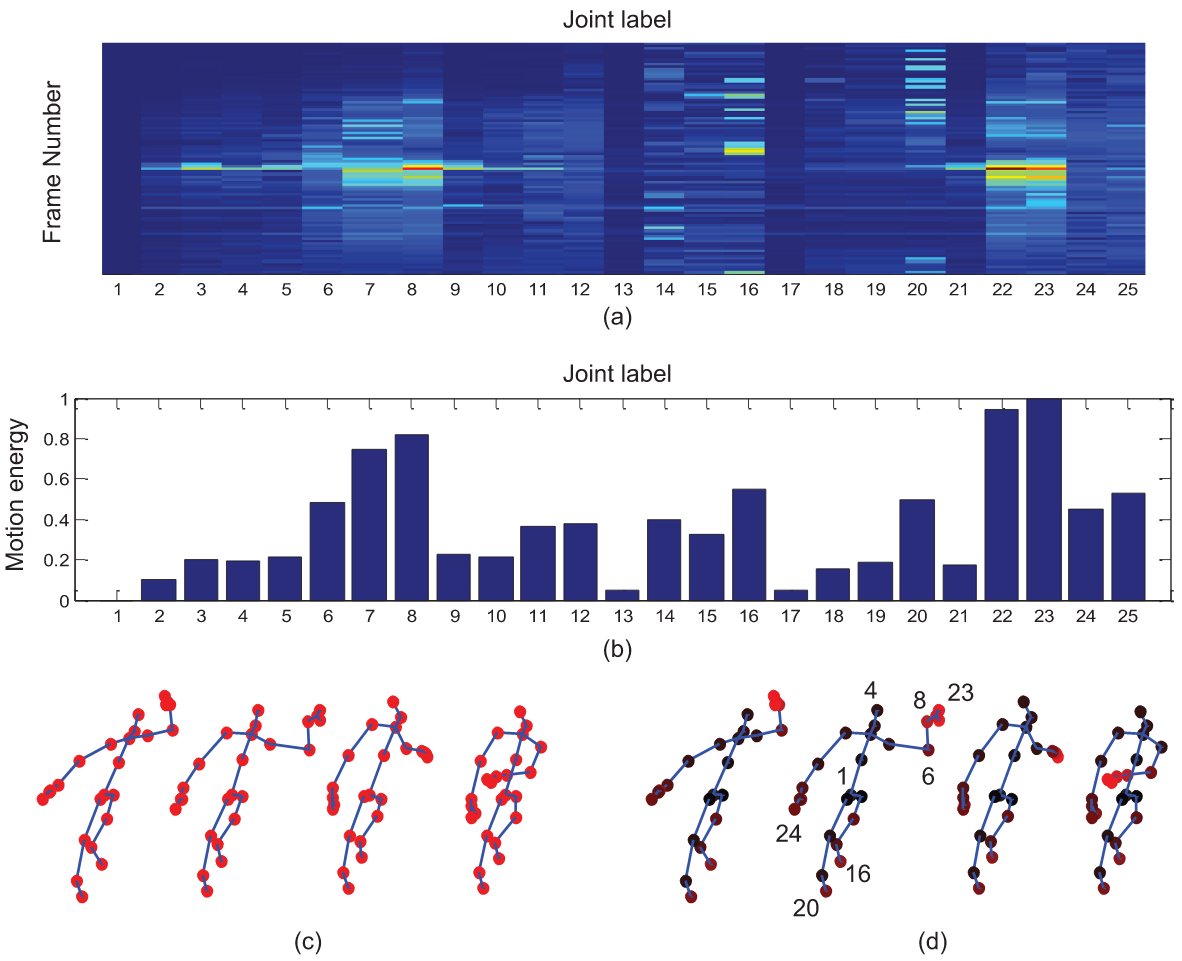 Joint label
Frame Number
1 2 3 4 5 6 7 8 9 10 11 12 13 14 15 16 17 18 19 20 21 22 23 24 25
(a)
Joint label
Motion energy
1
0.8
0.6
0.4
0.2
0
1 2 3 4 5 6 7 8 9 10 11 12 13 14 15 16 17 18 19 20 21 22 23 24 25
(b)
4
8
23
6
1
24
16
20
(c)
(d)